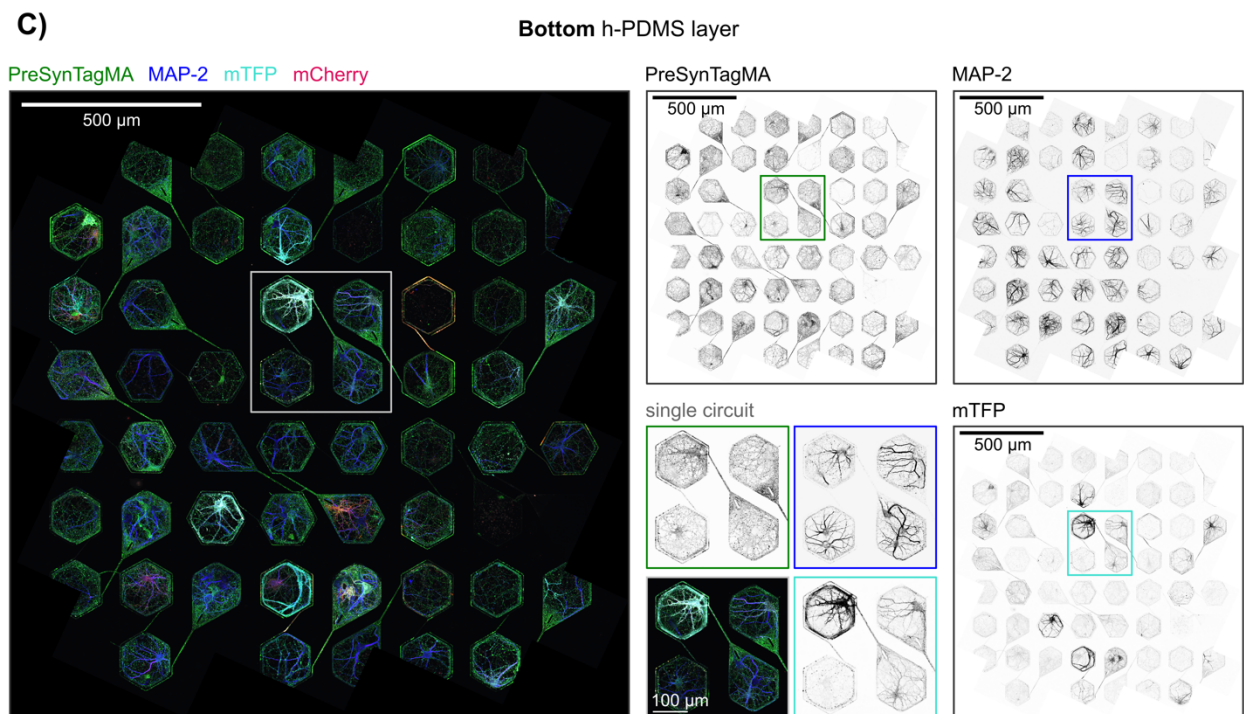 C)
Bottom h-PDMS layer
PreSynTagMA MAP-2 mTFP mCherry
500 µm
PreSynTagMA
500 µm
MAP-2
500 µm
single circuit
100 µm
mTFP
500 µm